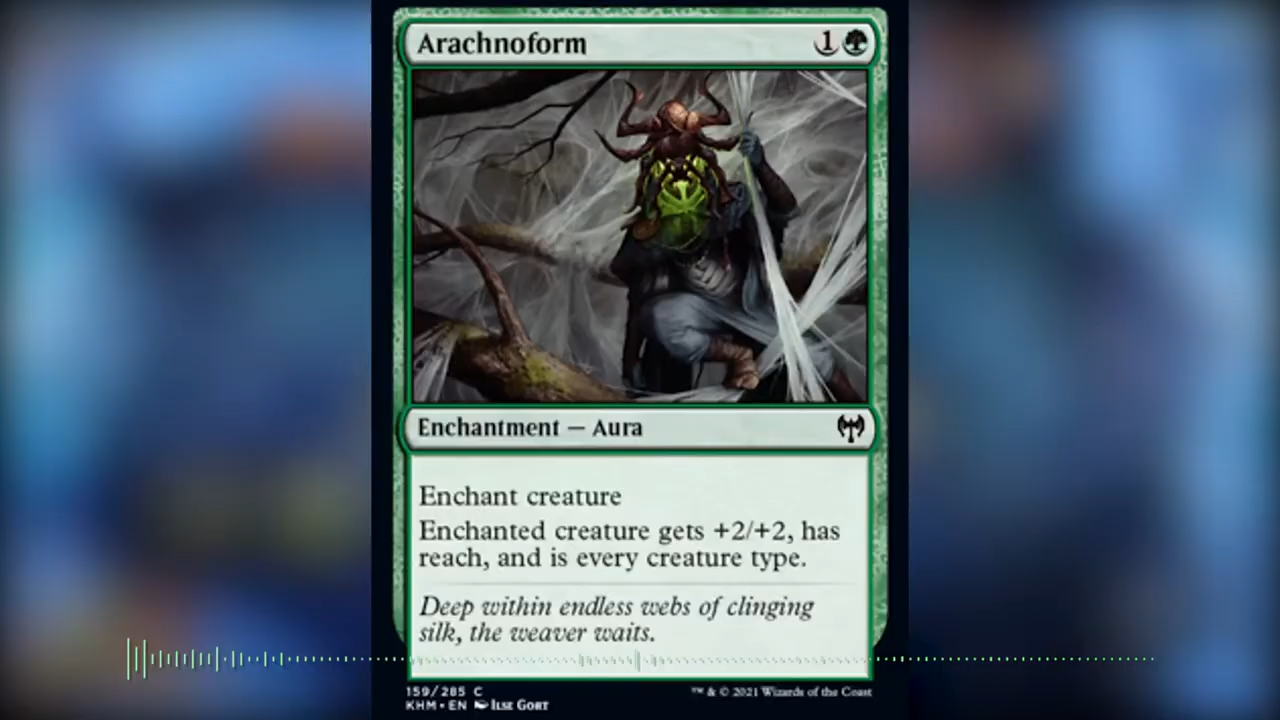 Arachnoform 1
Enchantment — Aura
Enchant creature
Enchanted creature gets +2/+2, has
reach, and is every creature type.
Deep within endless webs of clinging
silk, the weaver waits.
159/285 C
KHM • EN Ilse Gort
™ & © 2021 Wizards of the Coast